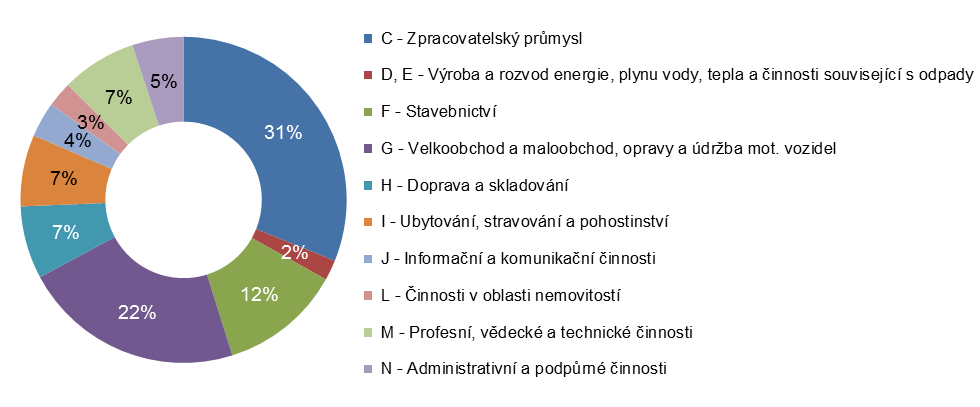 C - Zpracovatelský průmysl
D, E - Výroba a rozvod energie, plynu vody, tepla a činnosti související s odpady
F - Stavebnictví
G - Velkoobchod a maloobchod, opravy a údržba mot. vozidel
H - Doprava a skladování
I - Ubytování, stravování a pohostinství
J - Informační a komunikační činnosti
L - Činnosti v oblasti nemovitostí
M - Profesní, vědecké a technické činnosti
N - Administrativní a podpůrné činnosti
31%
2%
12%
22%
7%
7%
4%
3%
7%
5%